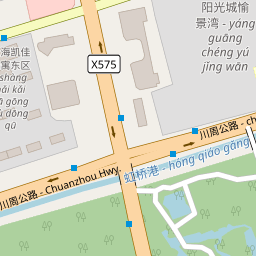 阳光城愉
景湾 - yáng
guāng
chéng yú
jǐng wān
海凯佳
寓东区
shàng
hǎi kǎi
ā gōng
ù dōng
qū
X575
川周公路 - c
虹桥港 - hóng qiáo gǎng
川周公路 - Chuanzhou Hwy